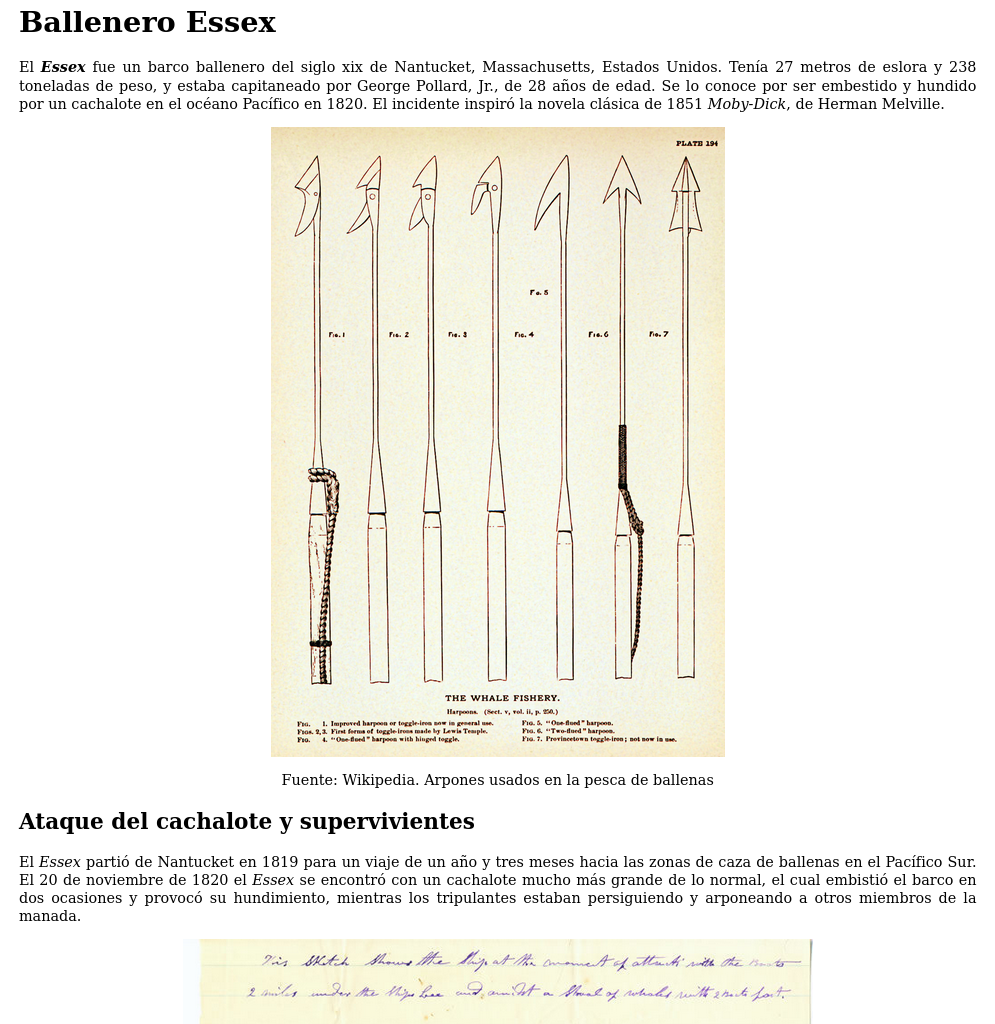 Ballenero Essex
El Essex fue un barco ballenero del siglo xix de Nantucket, Massachusetts, Estados Unidos. Tenía 27 metros de eslora y 238
toneladas de peso, y estaba capitaneado por George Pollard, Jr., de 28 años de edad. Se lo conoce por ser embestido y hundido
por un cachalote en el océano Pacífico en 1820. El incidente inspiró la novela clásica de 1851 Moby-Dick, de Herman Melville.
PLATE 194
Fig. 5
Fig. 1 Fig. 2 Fig. 3 Fig. 4 Fig. 6 Fig. 7
THE WHALE FISHERY.
Harpoons. (Sect. v, vol. ii, p. 250.)
Fig. 1. Improved harpoon or toggle-iron now in general use.
Figs. 2, 3. First forms of toggle-irons made by Lewis Temple.
Fig. 4. "One-flued" harpoon with hinged toggle.
Fig. 5. "One-flued" harpoon.
Fig. 6. "Two-flued" harpoon.
Fig. 7. Provincetown toggle-iron; not now in use.
Fuente: Wikipedia. Arpones usados en la pesca de ballenas
Ataque del cachalote y supervivientes
El Essex partió de Nantucket en 1819 para un viaje de un año y tres meses hacia las zonas de caza de ballenas en el Pacífico Sur.
El 20 de noviembre de 1820 el Essex se encontró con un cachalote mucho más grande de lo normal, el cual embistió el barco en
dos ocasiones y provocó su hundimiento, mientras los tripulantes estaban persiguiendo y arponeando a otros miembros de la
manada.
This Sketch shows the Ship at the moment of attack with the Boats
2 miles under the Ships Lee and amidst a Shoal of whales with 2 boats fast.